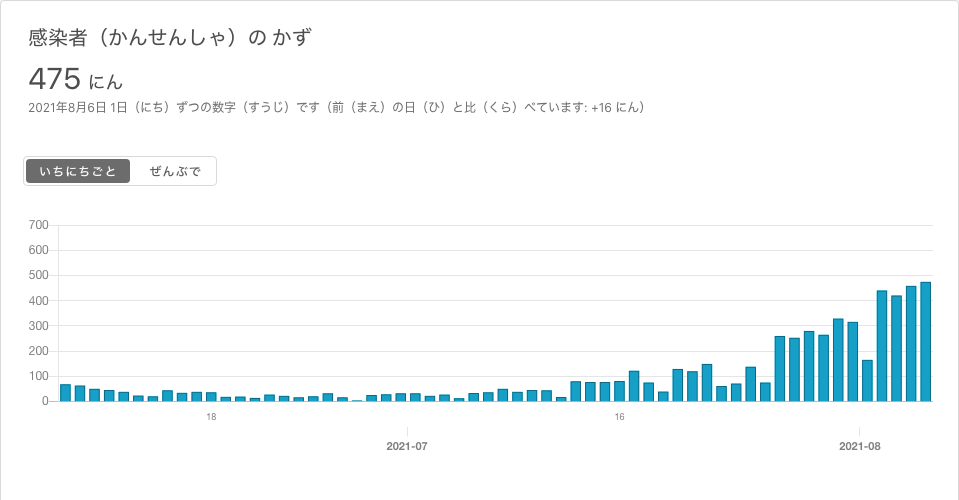 感染者（かんせんしゃ）の かず
475 にん
2021年8月6日 1日（にち）ずつの数字（すうじ）です（前（まえ）の日（ひ）と比（くら）べています: +16 にん）
いちにちごと ぜんぶで
700
600
500
400
300
200
100
0
18 16
2021-07 2021-08